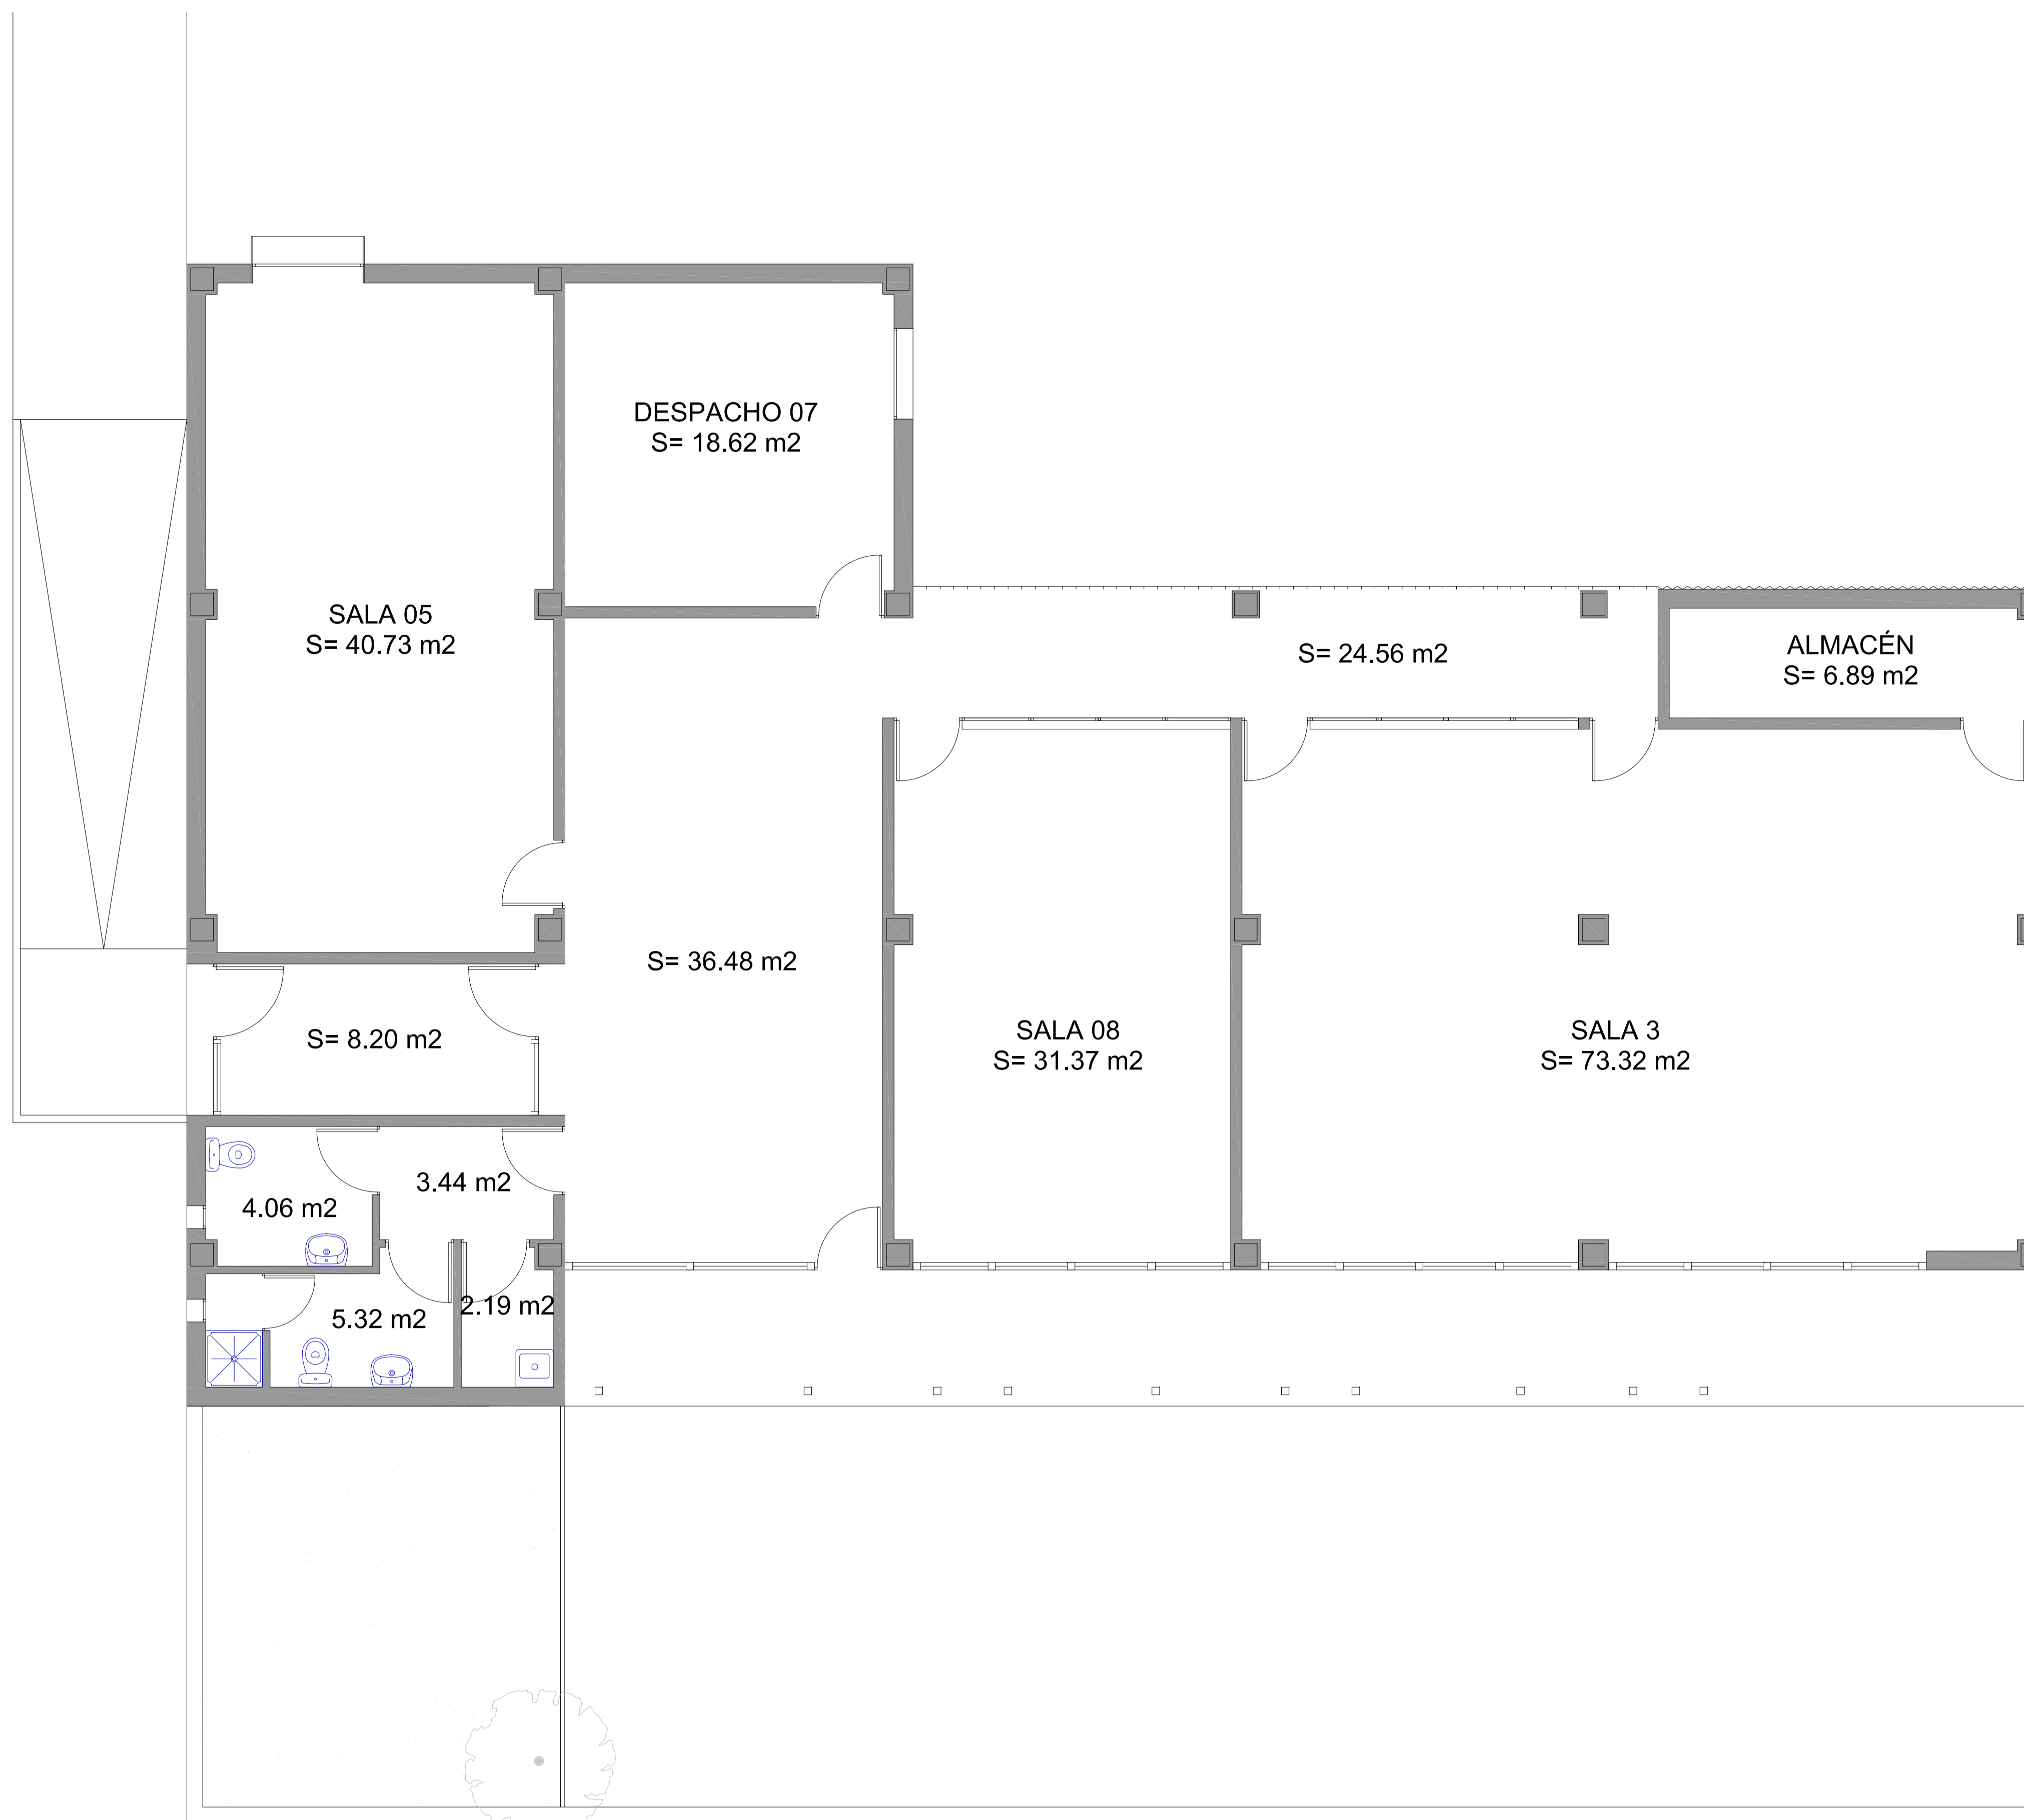 DESPACHO 07
S= 18.62 m2
SALA 05
S= 40.73 m2
S= 24.56 m2
ALMACÉN
S= 6.89 m2
S= 36.48 m2
S= 8.20 m2
SALA 08
S= 31.37 m2
SALA 3
S= 73.32 m2
3.44 m2
4.06 m2
5.32 m2
2.19 m2